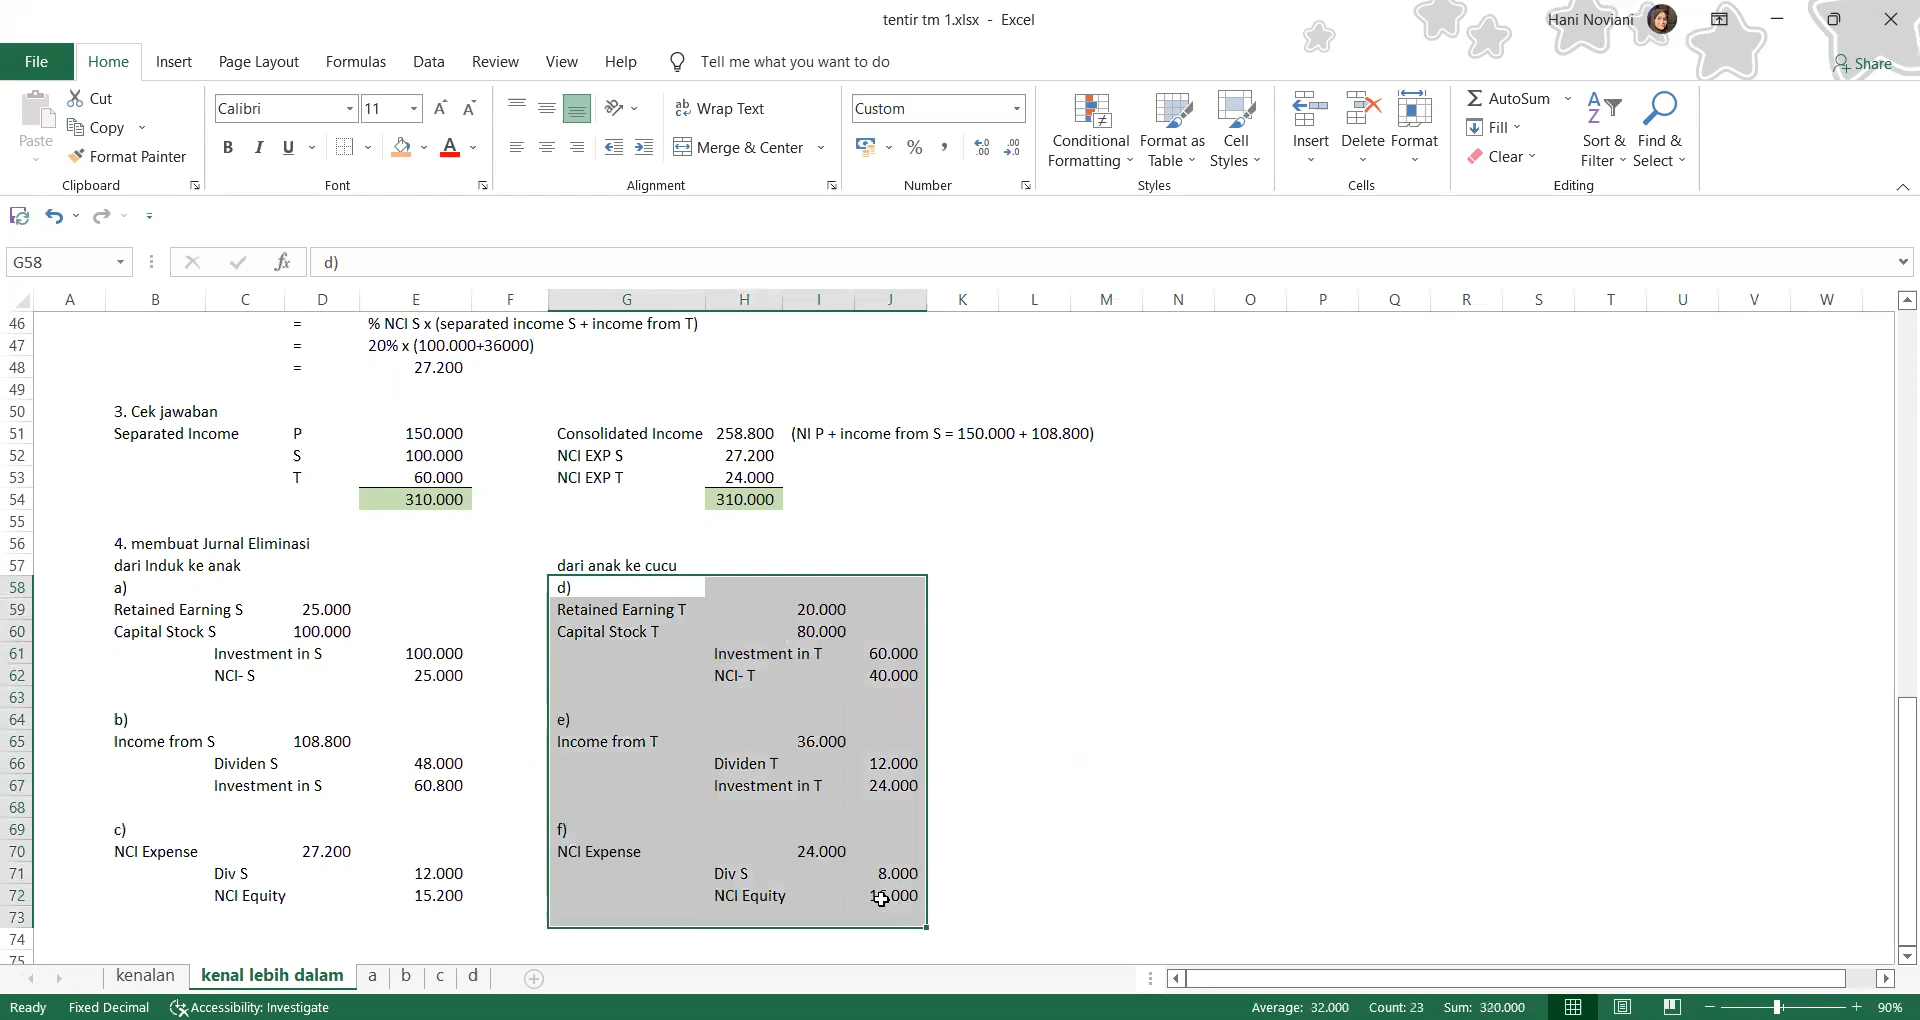 tentir tm 1.xlsx - Excel
Hani Noviani
File Home Insert Page Layout Formulas Data Review View Help Tell me what you want to do
Share
Paste
Cut
Copy
Format Painter
Clipboard
Calibri 11
B I U
Font
Wrap Text
Merge & Center
Alignment
Custom
%
Number
Conditional Formatting
Format as Table
Cell Styles
Styles
Insert Delete Format
Cells
AutoSum
Fill
Clear
Sort & Filter
Find & Select
Editing
G58 fx d)
A B C D E F G H I J K L M N O P Q R S T U V W
46 = % NCI S x (separated income S + income from T)
47 = 20% x (100.000+36000)
48 = 27.200
49
50 3. Cek jawaban
51 Separated Income P 150.000 Consolidated Income 258.800 (NI P + income from S = 150.000 + 108.800)
52 S 100.000 NCI EXP S 27.200
53 T 60.000 NCI EXP T 24.000
54 310.000 310.000
55
56 4. membuat Jurnal Eliminasi
57 dari Induk ke anak dari anak ke cucu
58 a) d)
59 Retained Earning S 25.000 Retained Earning T 20.000
60 Capital Stock S 100.000 Capital Stock T 80.000
61 Investment in S 100.000 Investment in T 60.000
62 NCI- S 25.000 NCI- T 40.000
63
64 b) e)
65 Income from S 108.800 Income from T 36.000
66 Dividen S 48.000 Dividen T 12.000
67 Investment in S 60.800 Investment in T 24.000
68
69 c) f)
70 NCI Expense 27.200 NCI Expense 24.000
71 Div S 12.000 Div S 8.000
72 NCI Equity 15.200 NCI Equity
73
74
75
kenalan kenal lebih dalam a b c d
Ready Fixed Decimal Accessibility: Investigate Average: 32.000 Count: 23 Sum: 320.000 90%